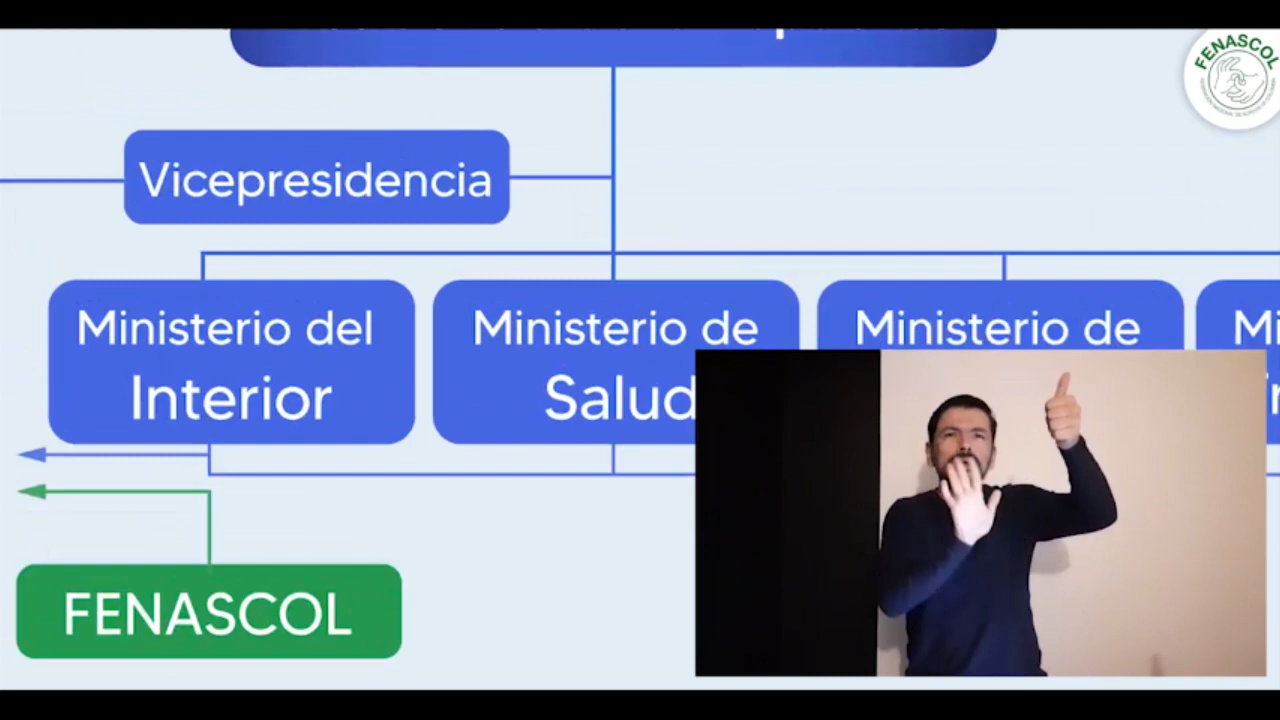 FENASCOL
Vicepresidencia
Ministerio del
Interior
Ministerio de
Salud
Ministerio de
FENASCOL